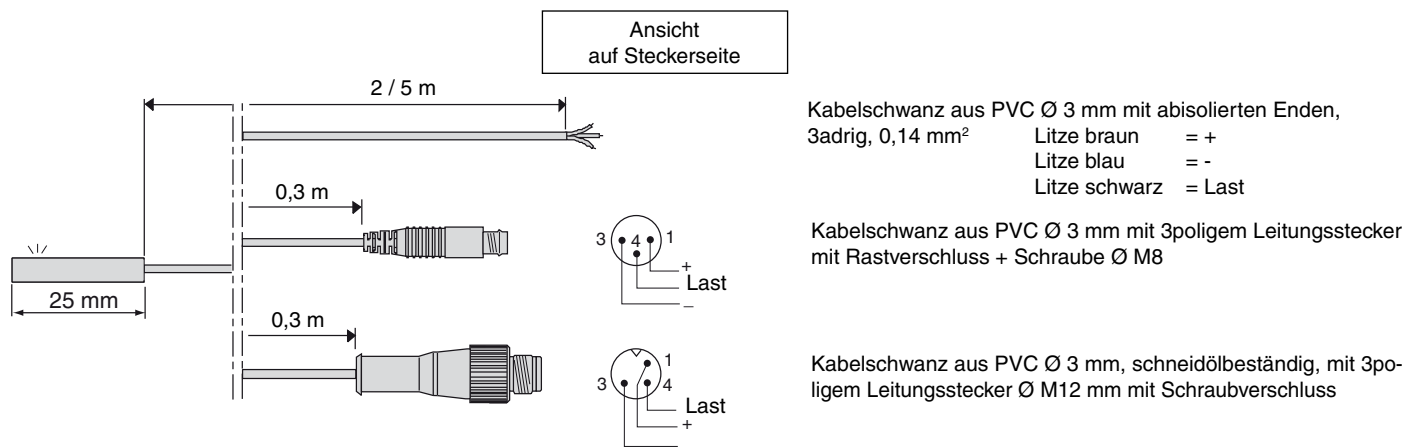 Ansicht
auf Steckerseite
2 / 5 m
Kabelschwanz aus PVC Ø 3 mm mit abisolierten Enden,
3adrig, 0,14 mm² Litze braun = +
Litze blau = -
Litze schwarz = Last
0,3 m
3 4 1
+
Last
–
Kabelschwanz aus PVC Ø 3 mm mit 3poligem Leitungsstecker
mit Rastverschluss + Schraube Ø M8
25 mm
0,3 m
1
3 4
Last
+
Kabelschwanz aus PVC Ø 3 mm, schneidölbeständig, mit 3po-
ligem Leitungsstecker Ø M12 mm mit Schraubverschluss